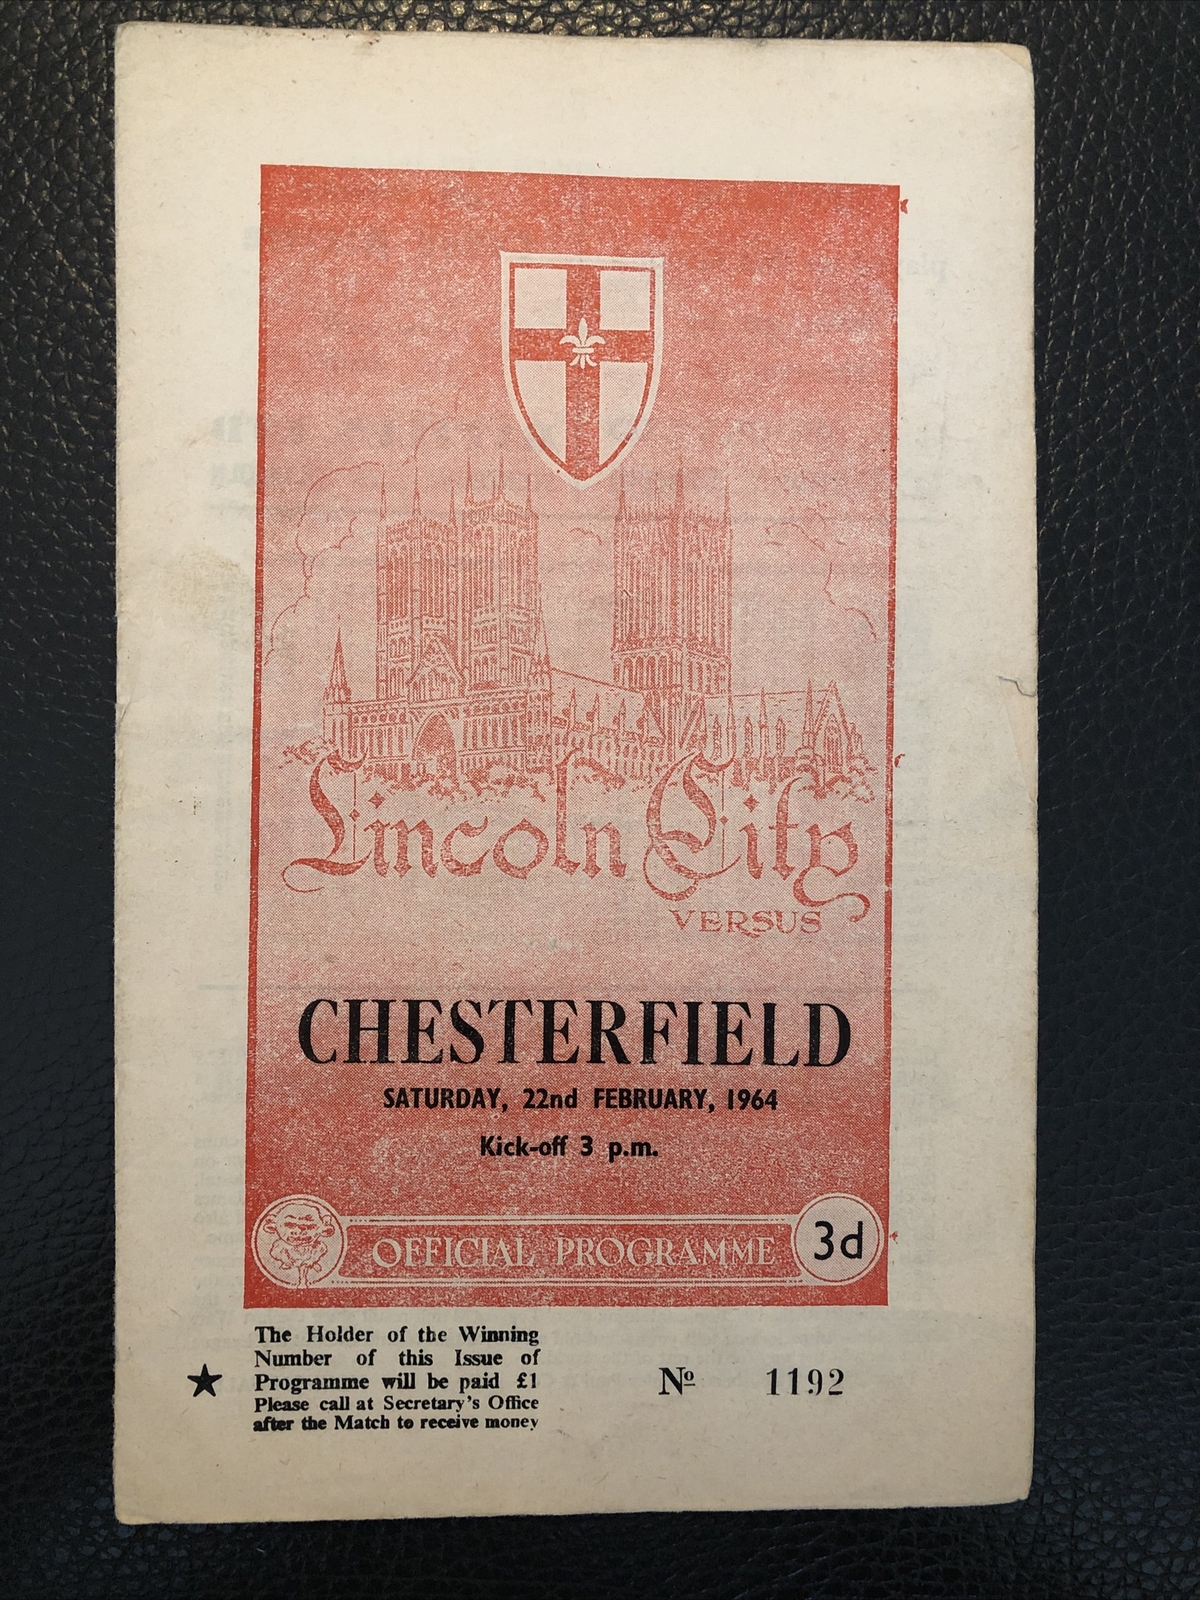 Lincoln City
VERSUS
CHESTERFIELD
SATURDAY, 22nd FEBRUARY, 1964
Kick-off 3 p.m.
OFFICIAL PROGRAMME 3d
The Holder of the Winning
Number of this Issue of
★ Programme will be paid £1
Please call at Secretary's Office
after the Match to receive money
Nº 1192